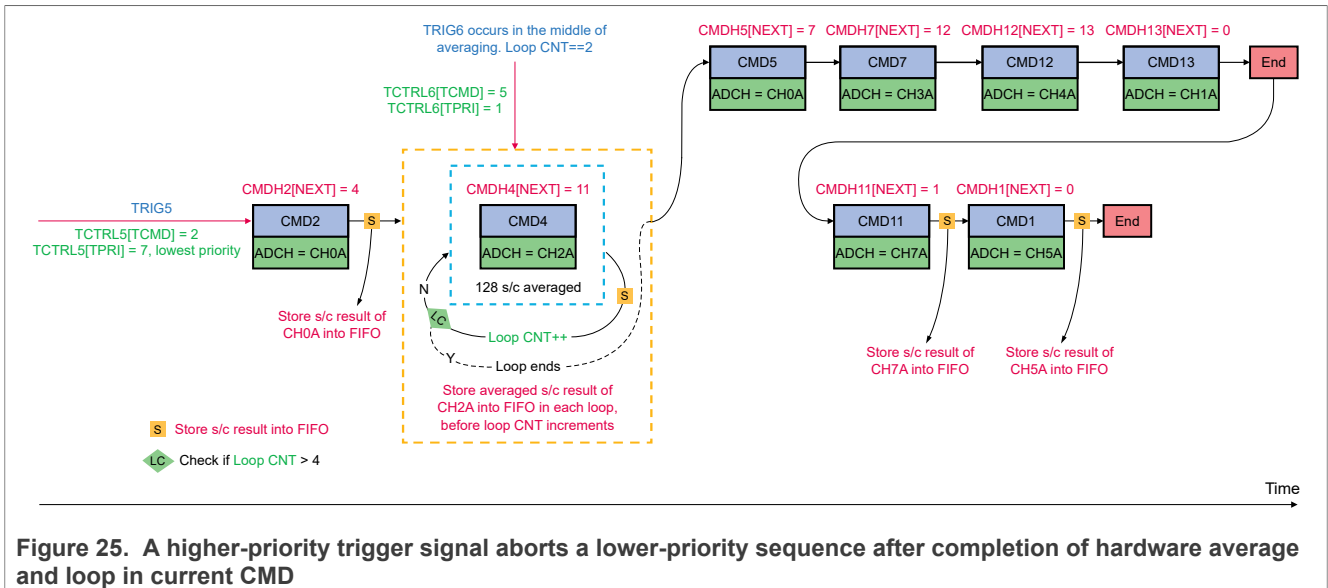 TRIG6 occurs in the middle of
averaging. Loop CNT==2
TCTRL6[TCMD] = 5
TCTRL6[TPRI] = 1
CMDH5[NEXT] = 7
CMDH7[NEXT] = 12
CMDH12[NEXT] = 13
CMDH13[NEXT] = 0
CMD5
CMD7
CMD12
CMD13
End
ADCH = CH0A
ADCH = CH3A
ADCH = CH4A
ADCH = CH1A
TRIG5
TCTRL5[TCMD] = 2
TCTRL5[TPRI] = 7, lowest priority
CMDH2[NEXT] = 4
CMD2
ADCH = CH0A
S
Store s/c result of
CH0A into FIFO
CMDH4[NEXT] = 11
CMD4
ADCH = CH2A
128 s/c averaged
N
S
LC
Loop CNT++
Y
Loop ends
Store averaged s/c result of
CH2A into FIFO in each loop,
before loop CNT increments
CMDH11[NEXT] = 1
CMDH1[NEXT] = 0
CMD11
S
CMD1
S
End
ADCH = CH7A
ADCH = CH5A
Store s/c result of
CH7A into FIFO
Store s/c result of
CH5A into FIFO
S Store s/c result into FIFO
LC Check if Loop CNT > 4
Time
Figure 25. A higher-priority trigger signal aborts a lower-priority sequence after completion of hardware average
and loop in current CMD